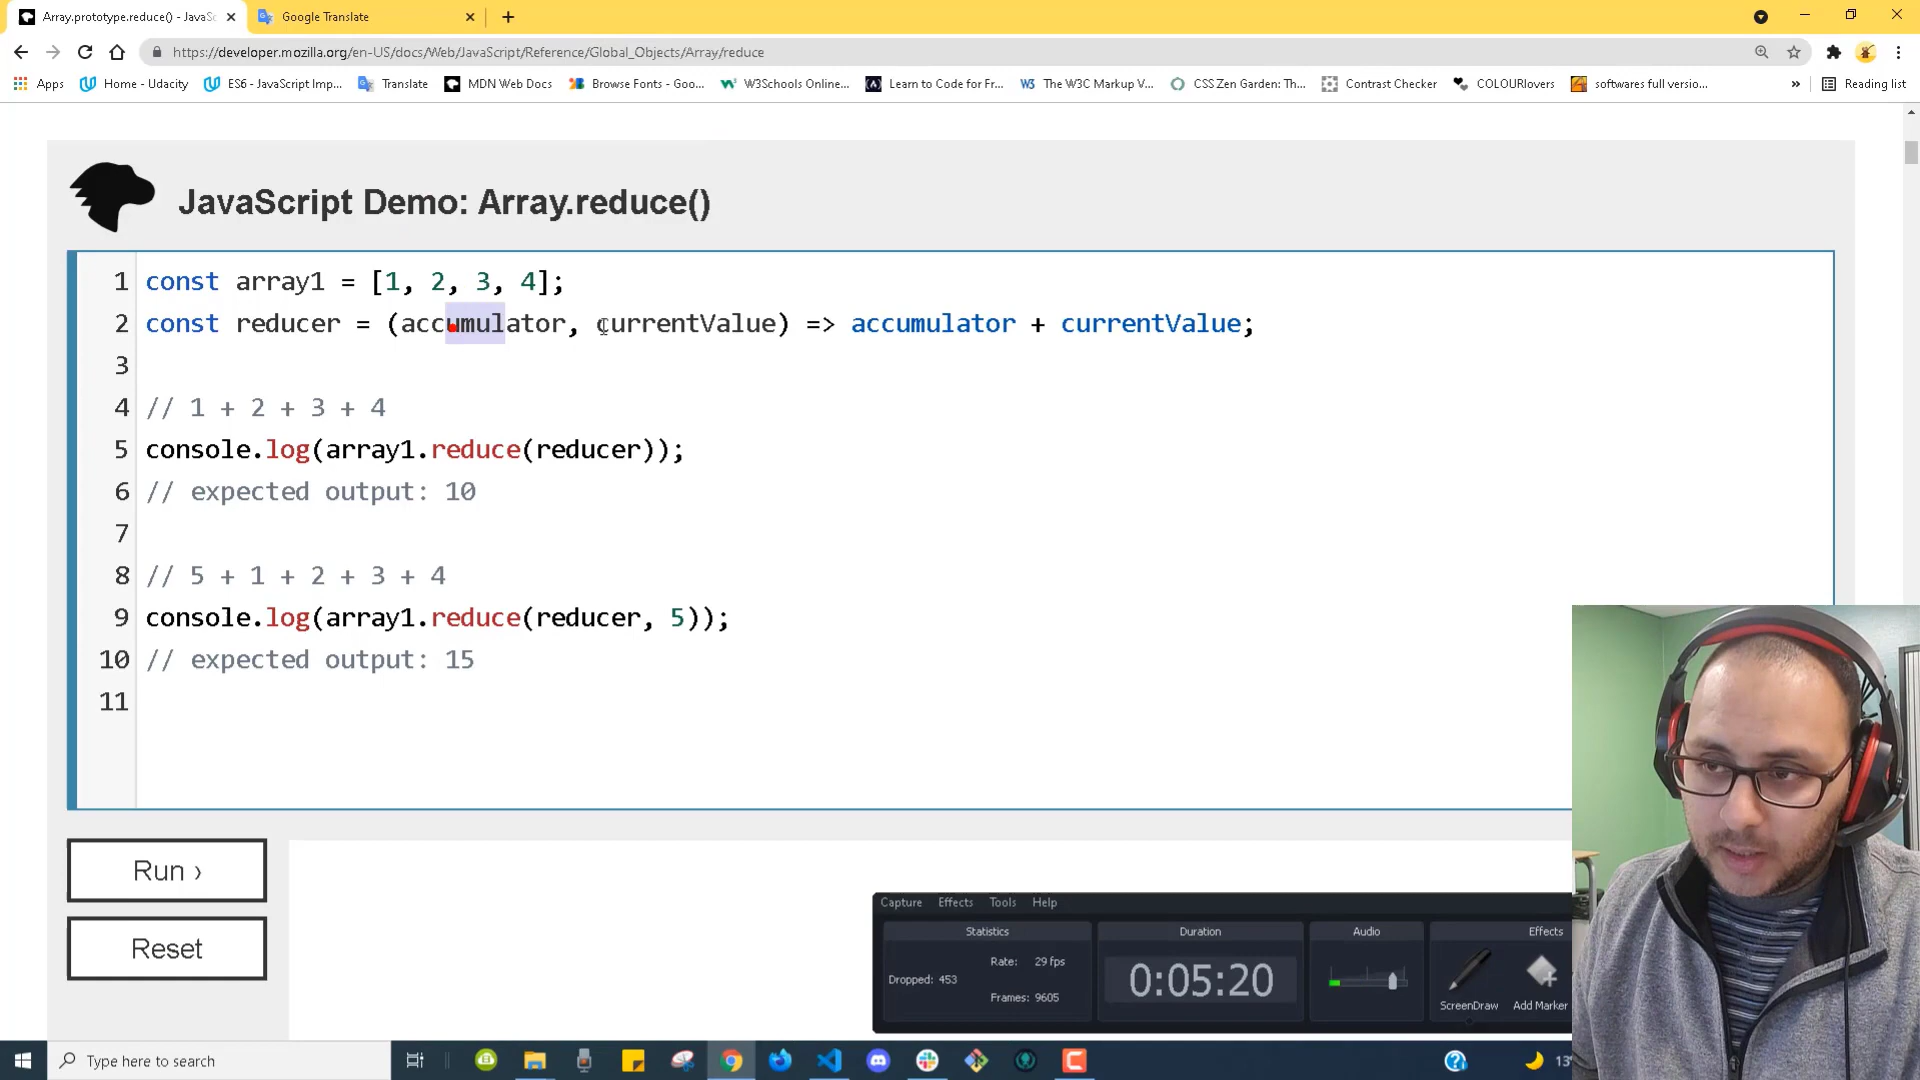 Array.prototype.reduce() - JavaSc
Google Translate
https://developer.mozilla.org/en-US/docs/Web/JavaScript/Reference/Global_Objects/Array/reduce
Apps Home - Udacity ES6 - JavaScript Imp... Translate MDN Web Docs Browse Fonts - Goo... W3Schools Online... Learn to Code for Fr... The W3C Markup V... CSS Zen Garden: Th... Contrast Checker COLOURlovers softwares full versio... » Reading list
JavaScript Demo: Array.reduce()
1 const array1 = [1, 2, 3, 4];
2 const reducer = (accumulator, currentValue) => accumulator + currentValue;
3
4 // 1 + 2 + 3 + 4
5 console.log(array1.reduce(reducer));
6 // expected output: 10
7
8 // 5 + 1 + 2 + 3 + 4
9 console.log(array1.reduce(reducer, 5));
10 // expected output: 15
11
Run ›
Reset
Capture Effects Tools Help
Statistics Duration Audio Effects
Rate: 29 fps
Dropped: 453
Frames: 9605
0:05:20
ScreenDraw Add Marker
Type here to search
13°